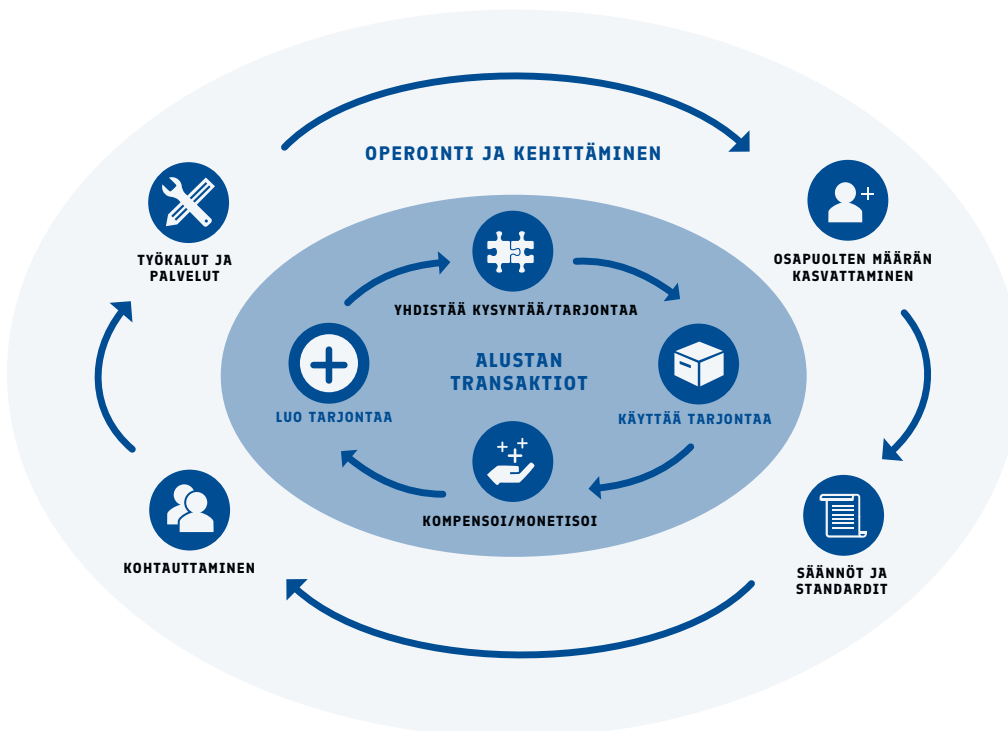 OPEROINTI JA KEHITTÄMINEN
TYÖKALUT JA
PALVELUT
OSAPUOLTEN MÄÄRÄN
KASVATTAMINEN
YHDISTÄÄ KYSYNTÄÄ/TARJONTAA
ALUSTAN
TRANSAKTIOT
LUO TARJONTAA
KÄYTTÄÄ TARJONTAA
KOMPENSOI/MONETISOI
KOHTAUTTAMINEN
SÄÄNNÖT JA
STANDARDIT